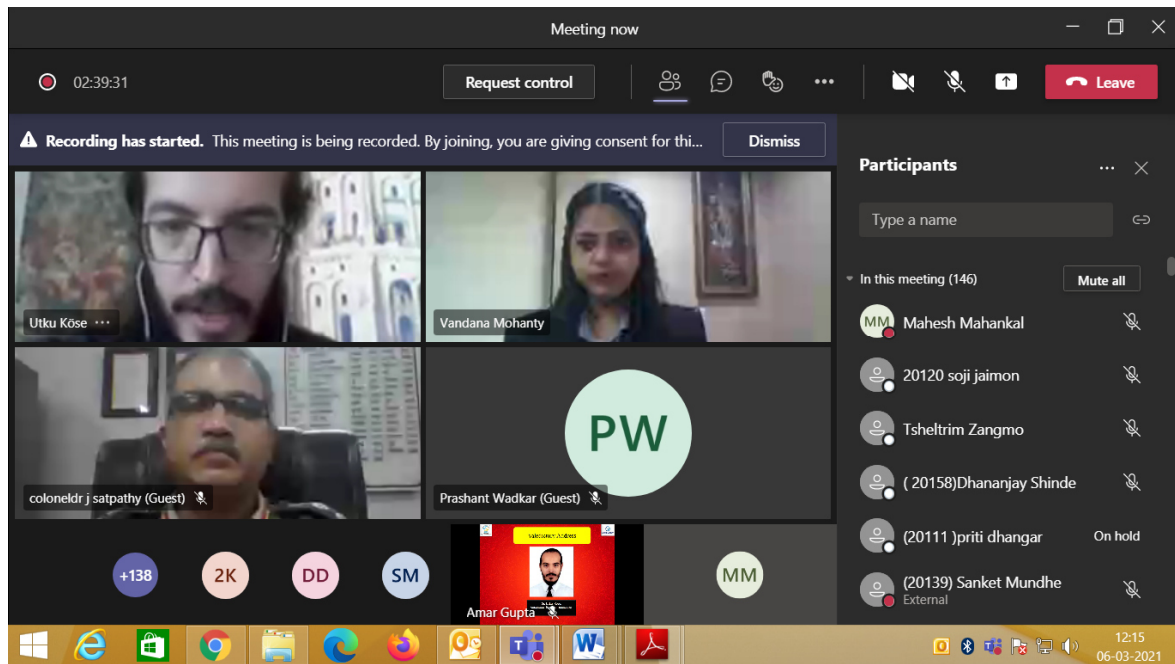 Meeting now
02:39:31
Request control
Leave
Recording has started. This meeting is being recorded. By joining, you are giving consent for thi...
Dismiss
Utku Köse ...
Vandana Mohanty
coloneldr j satpathy (Guest)
PW
Prashant Wadkar (Guest)
+138
2K
DD
SM
Valedictory Address
Amar Gupta
MM
Participants
Type a name
In this meeting (146)
Mute all
MM
Mahesh Mahankal
20120 soji jaimon
Tsheltrim Zangmo
( 20158)Dhananjay Shinde
(20111 )priti dhangar
On hold
(20139) Sanket Mundhe
External
12:15
06-03-2021